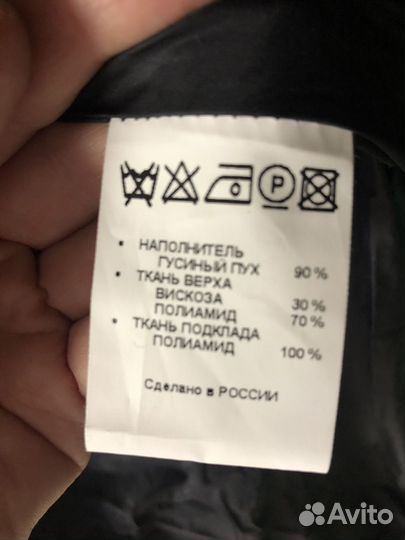 P
• НАПОЛНИТЕЛЬ
ГУСИНЫЙ ПУХ 90 %
• ТКАНЬ ВЕРХА
ВИСКОЗА 30 %
ПОЛИАМИД 70 %
• ТКАНЬ ПОДКЛАДА
ПОЛИАМИД 100 %
Сделано в РОССИИ
Avito